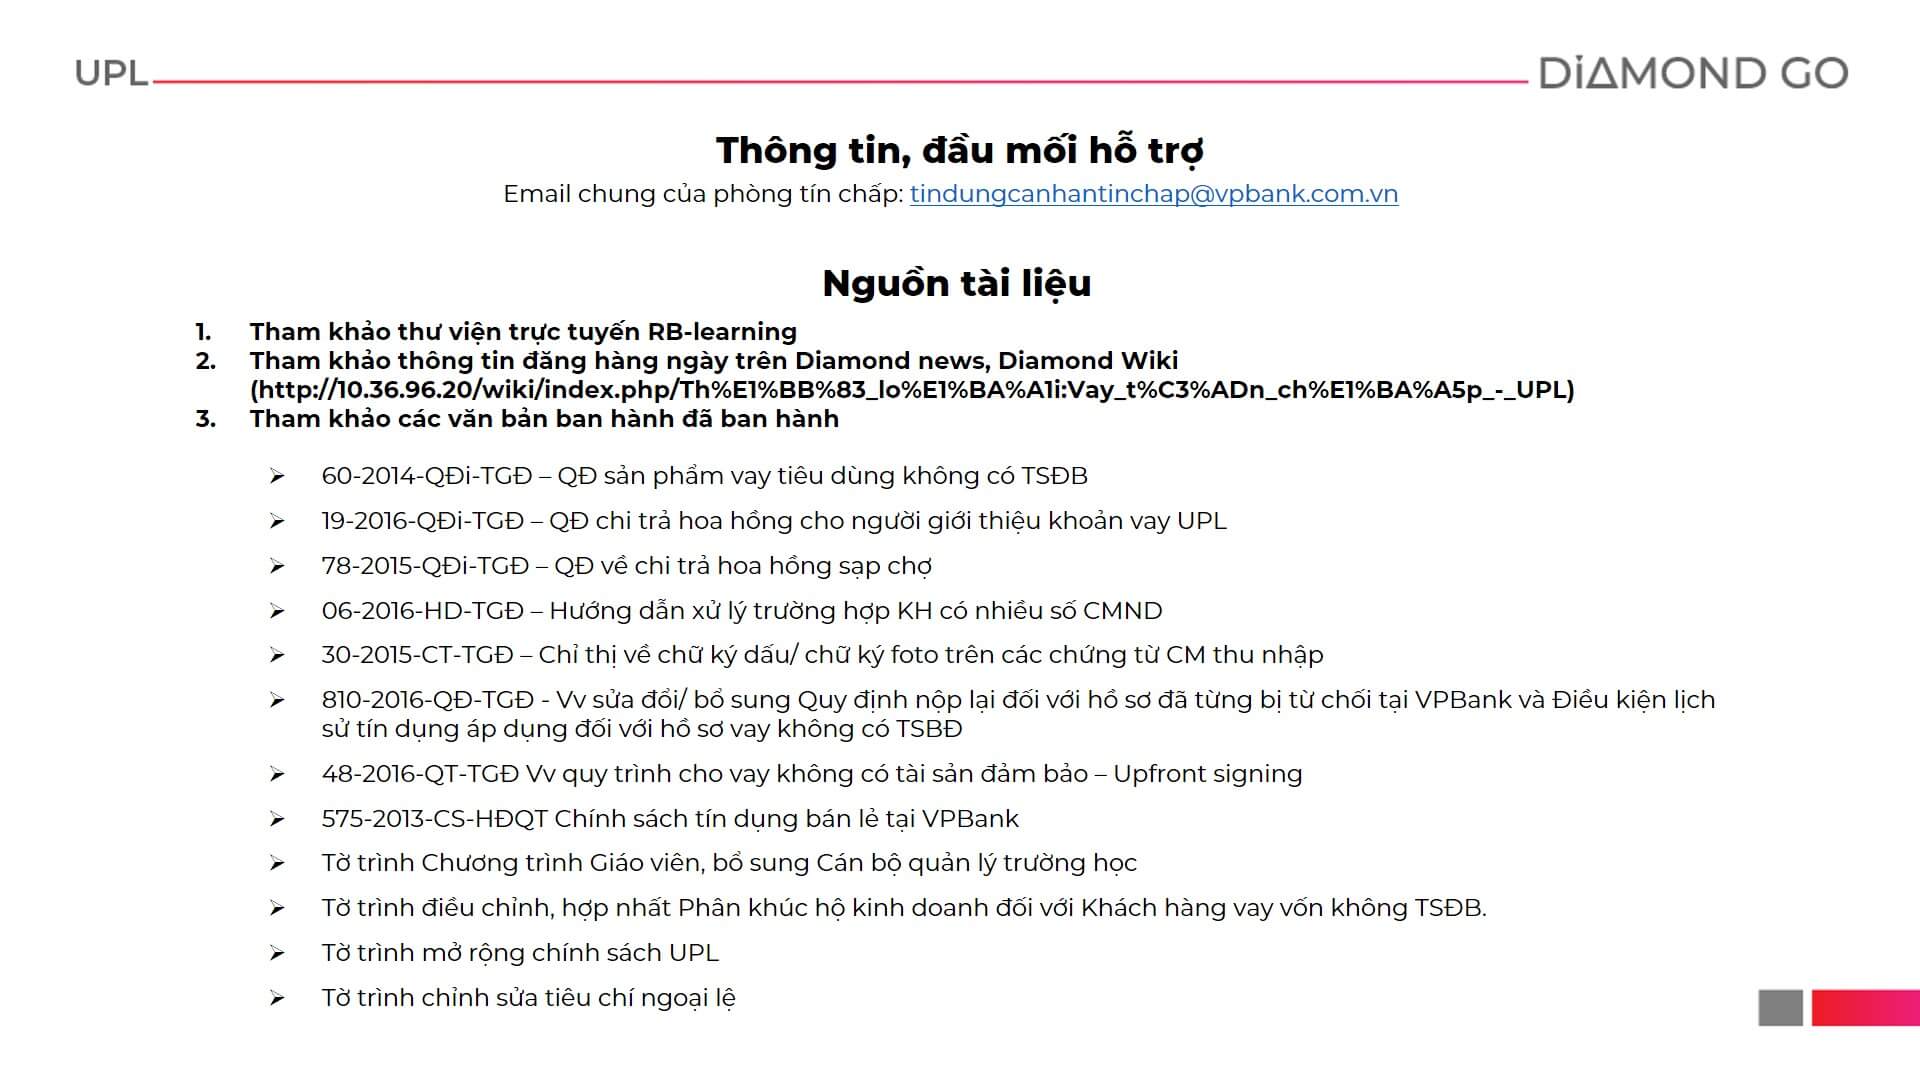 UPL
DiAMOND GO
Thông tin, đầu mối hỗ trợ
Email chung của phòng tín chấp: tindungcanhantinchap@vpbank.com.vn
Nguồn tài liệu
1. Tham khảo thư viện trực tuyến RB-learning
2. Tham khảo thông tin đăng hàng ngày trên Diamond news, Diamond Wiki
(http://10.36.96.20/wiki/index.php/Th%E1%BB%83_lo%E1%BA%A1i:Vay_t%C3%ADn_ch%E1%BA%A5p_-_UPL)
3. Tham khảo các văn bản ban hành đã ban hành
➢ 60-2014-QĐi-TGĐ – QĐ sản phẩm vay tiêu dùng không có TSĐB
➢ 19-2016-QĐi-TGĐ – QĐ chi trả hoa hồng cho người giới thiệu khoản vay UPL
➢ 78-2015-QĐi-TGĐ – QĐ về chi trả hoa hồng sạp chợ
➢ 06-2016-HD-TGĐ – Hướng dẫn xử lý trường hợp KH có nhiều số CMND
➢ 30-2015-CT-TGĐ – Chỉ thị về chữ ký dấu/ chữ ký foto trên các chứng từ CM thu nhập
➢ 810-2016-QĐ-TGĐ - Vv sửa đổi/ bổ sung Quy định nộp lại đối với hồ sơ đã từng bị từ chối tại VPBank và Điều kiện lịch
sử tín dụng áp dụng đối với hồ sơ vay không có TSBĐ
➢ 48-2016-QT-TGĐ Vv quy trình cho vay không có tài sản đảm bảo – Upfront signing
➢ 575-2013-CS-HĐQT Chính sách tín dụng bán lẻ tại VPBank
➢ Tờ trình Chương trình Giáo viên, bổ sung Cán bộ quản lý trường học
➢ Tờ trình điều chỉnh, hợp nhất Phân khúc hộ kinh doanh đối với Khách hàng vay vốn không TSĐB.
➢ Tờ trình mở rộng chính sách UPL
➢ Tờ trình chỉnh sửa tiêu chí ngoại lệ